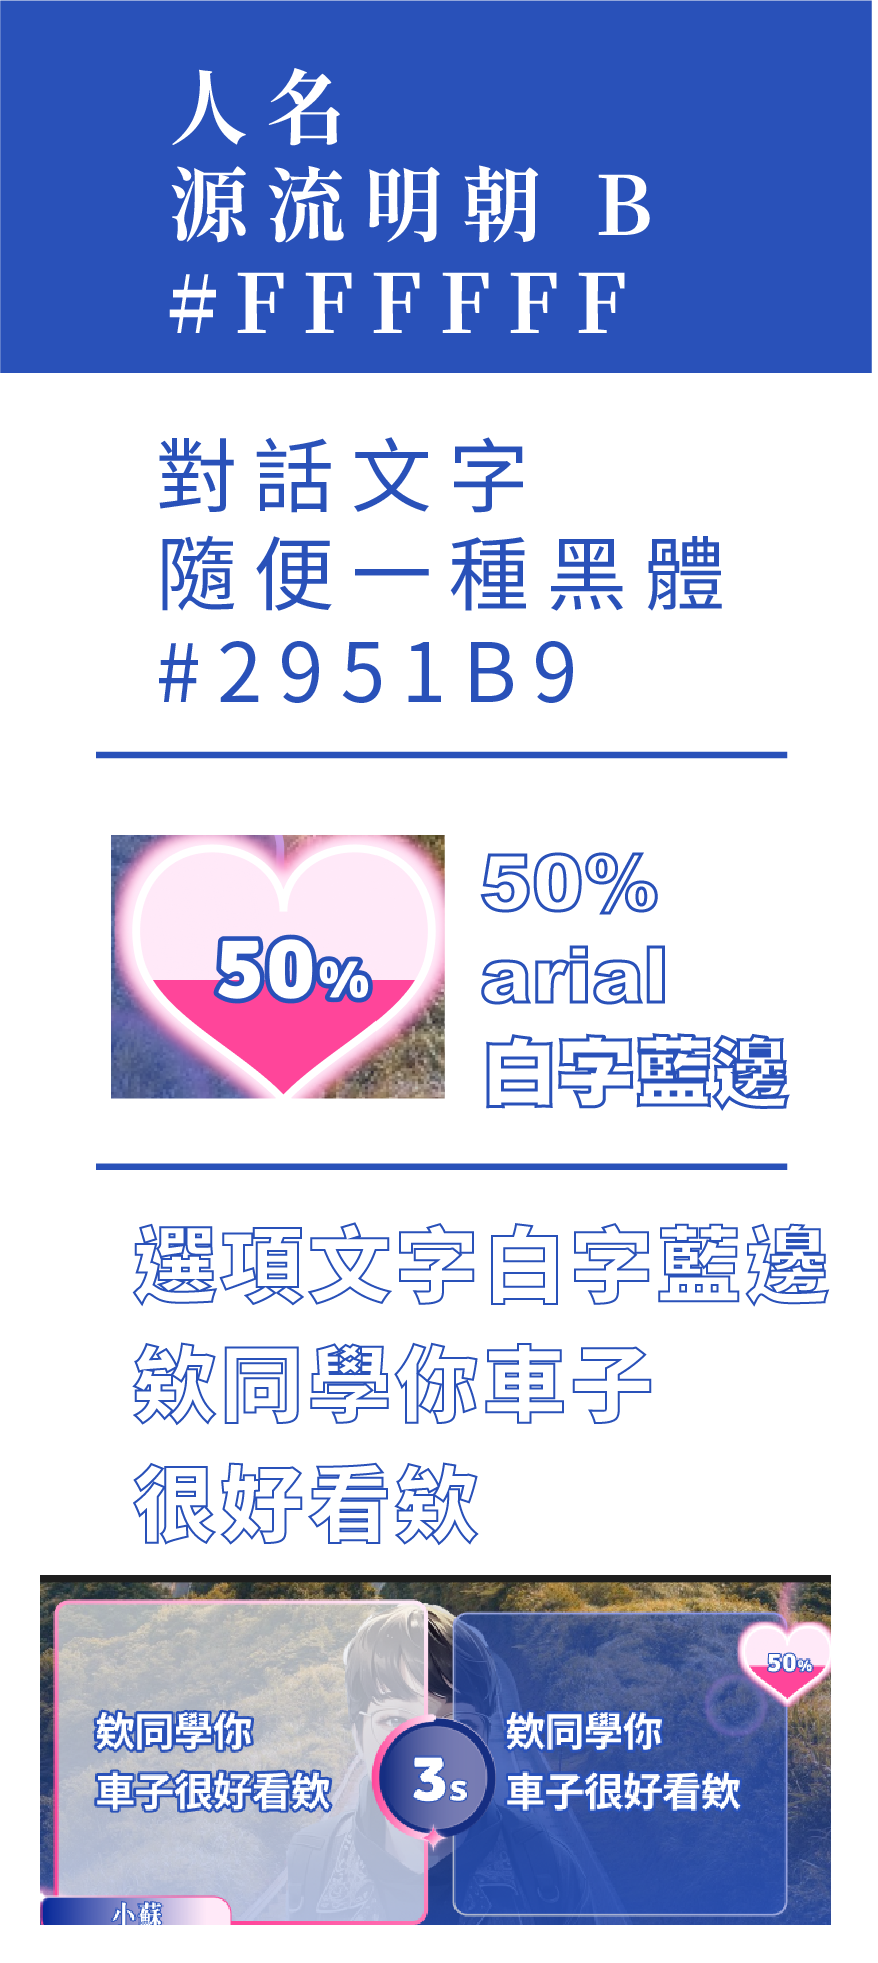 人名
源流明朝 B
#FFFFFF
對話文字
隨便一種黑體
#2951B9
50%
50%
arial
白字藍邊
選項文字白字藍邊
欸同學你車子
很好看欸
50%
欸同學你
車子很好看欸
3s
欸同學你
車子很好看欸
小蘇